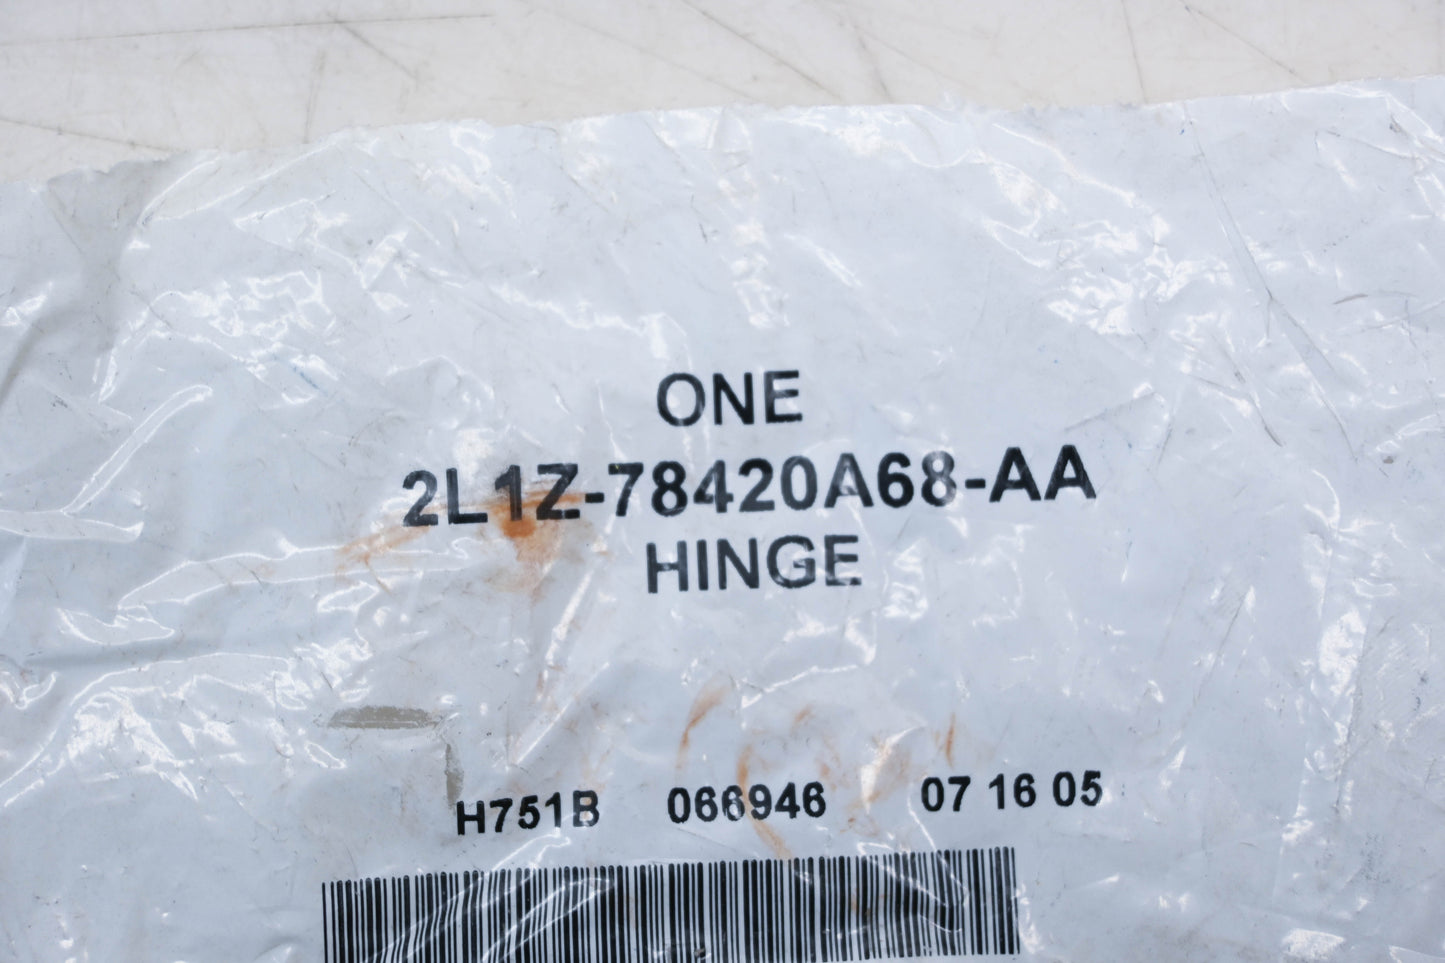 ONE
2L1Z-78420A68-AA
HINGE
H751B 066946 07 16 05